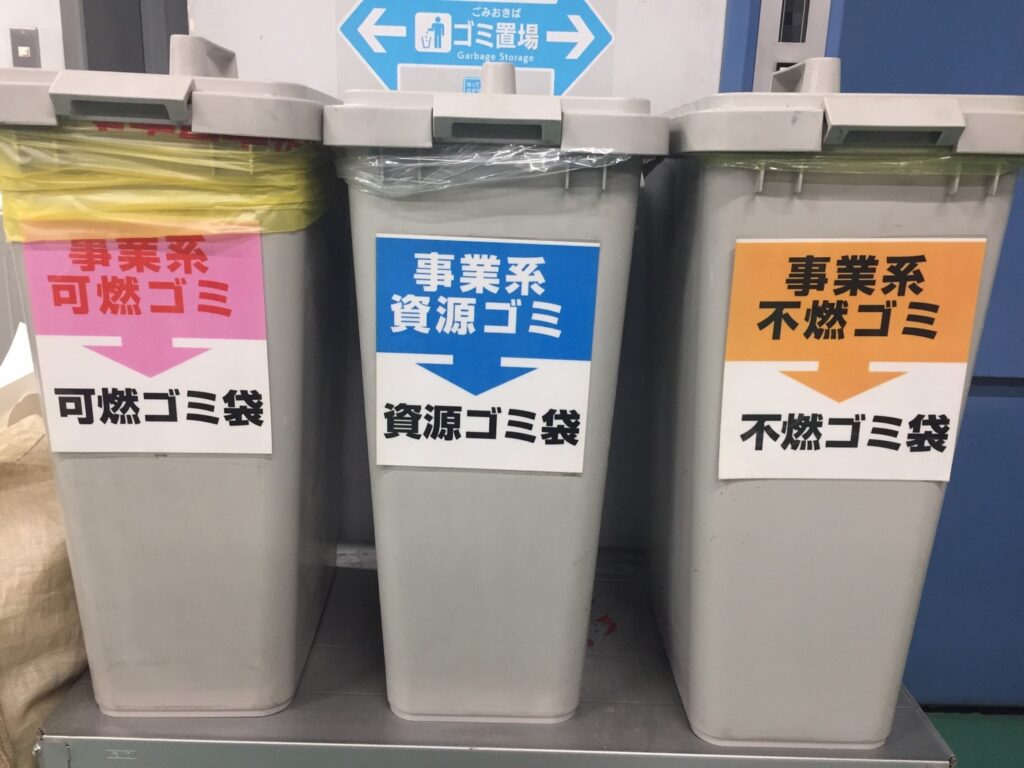 ごみおきば
ゴミ置場
Garbage Storage
事業系
可燃ゴミ
可燃ゴミ袋
事業系
資源ゴミ
資源ゴミ袋
事業系
不燃ゴミ
不燃ゴミ袋